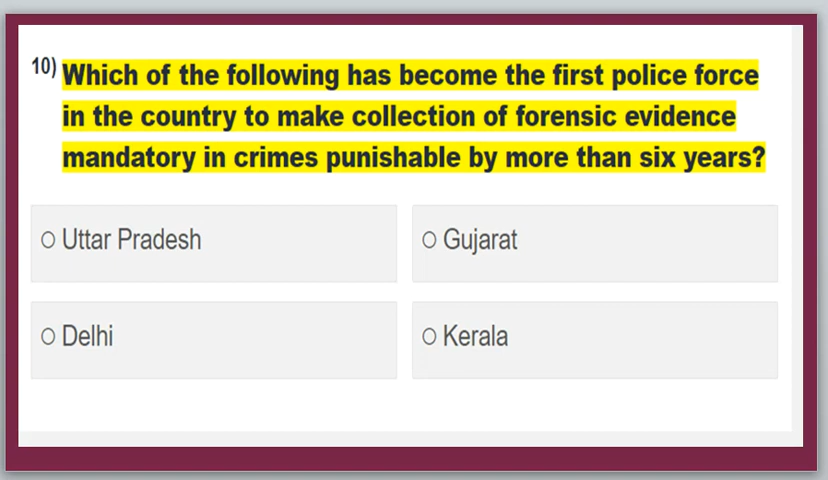 10) Which of the following has become the first police force
in the country to make collection of forensic evidence
mandatory in crimes punishable by more than six years?
Uttar Pradesh
Gujarat
Delhi
Kerala